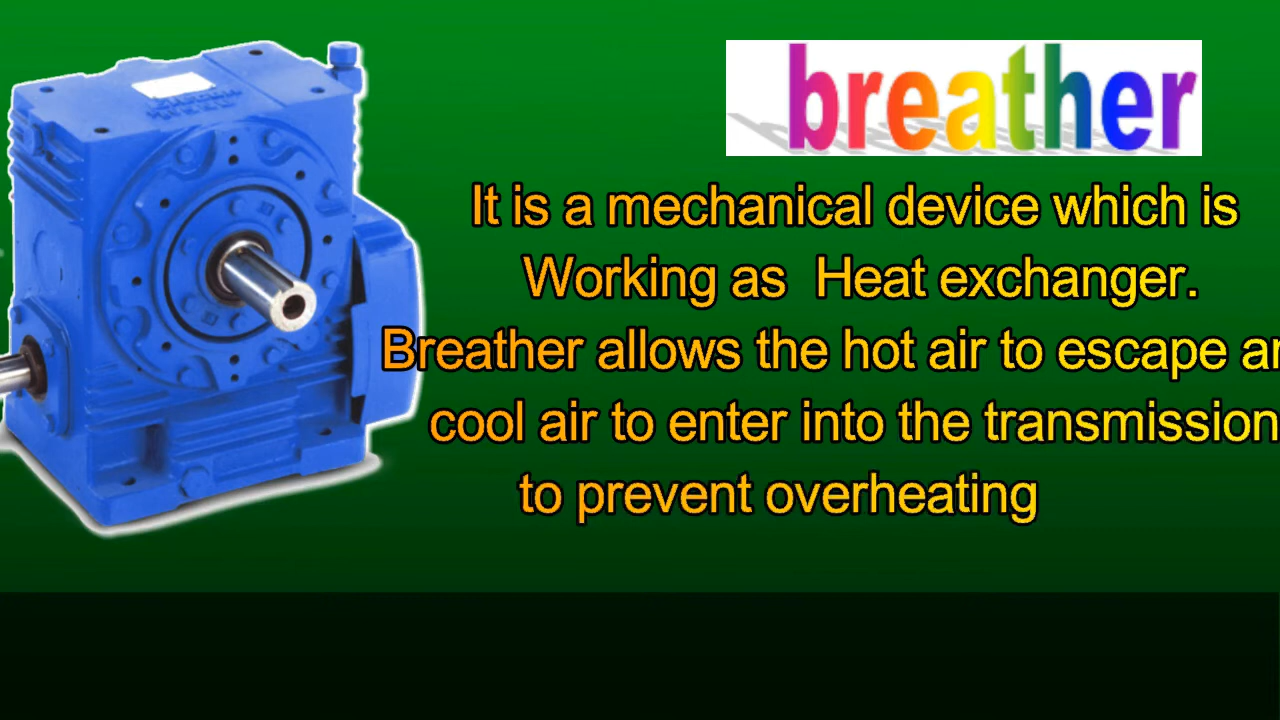 breather
It is a mechanical device which is
Working as Heat exchanger.
Breather allows the hot air to escape
cool air to enter into the transmission
to prevent overheating